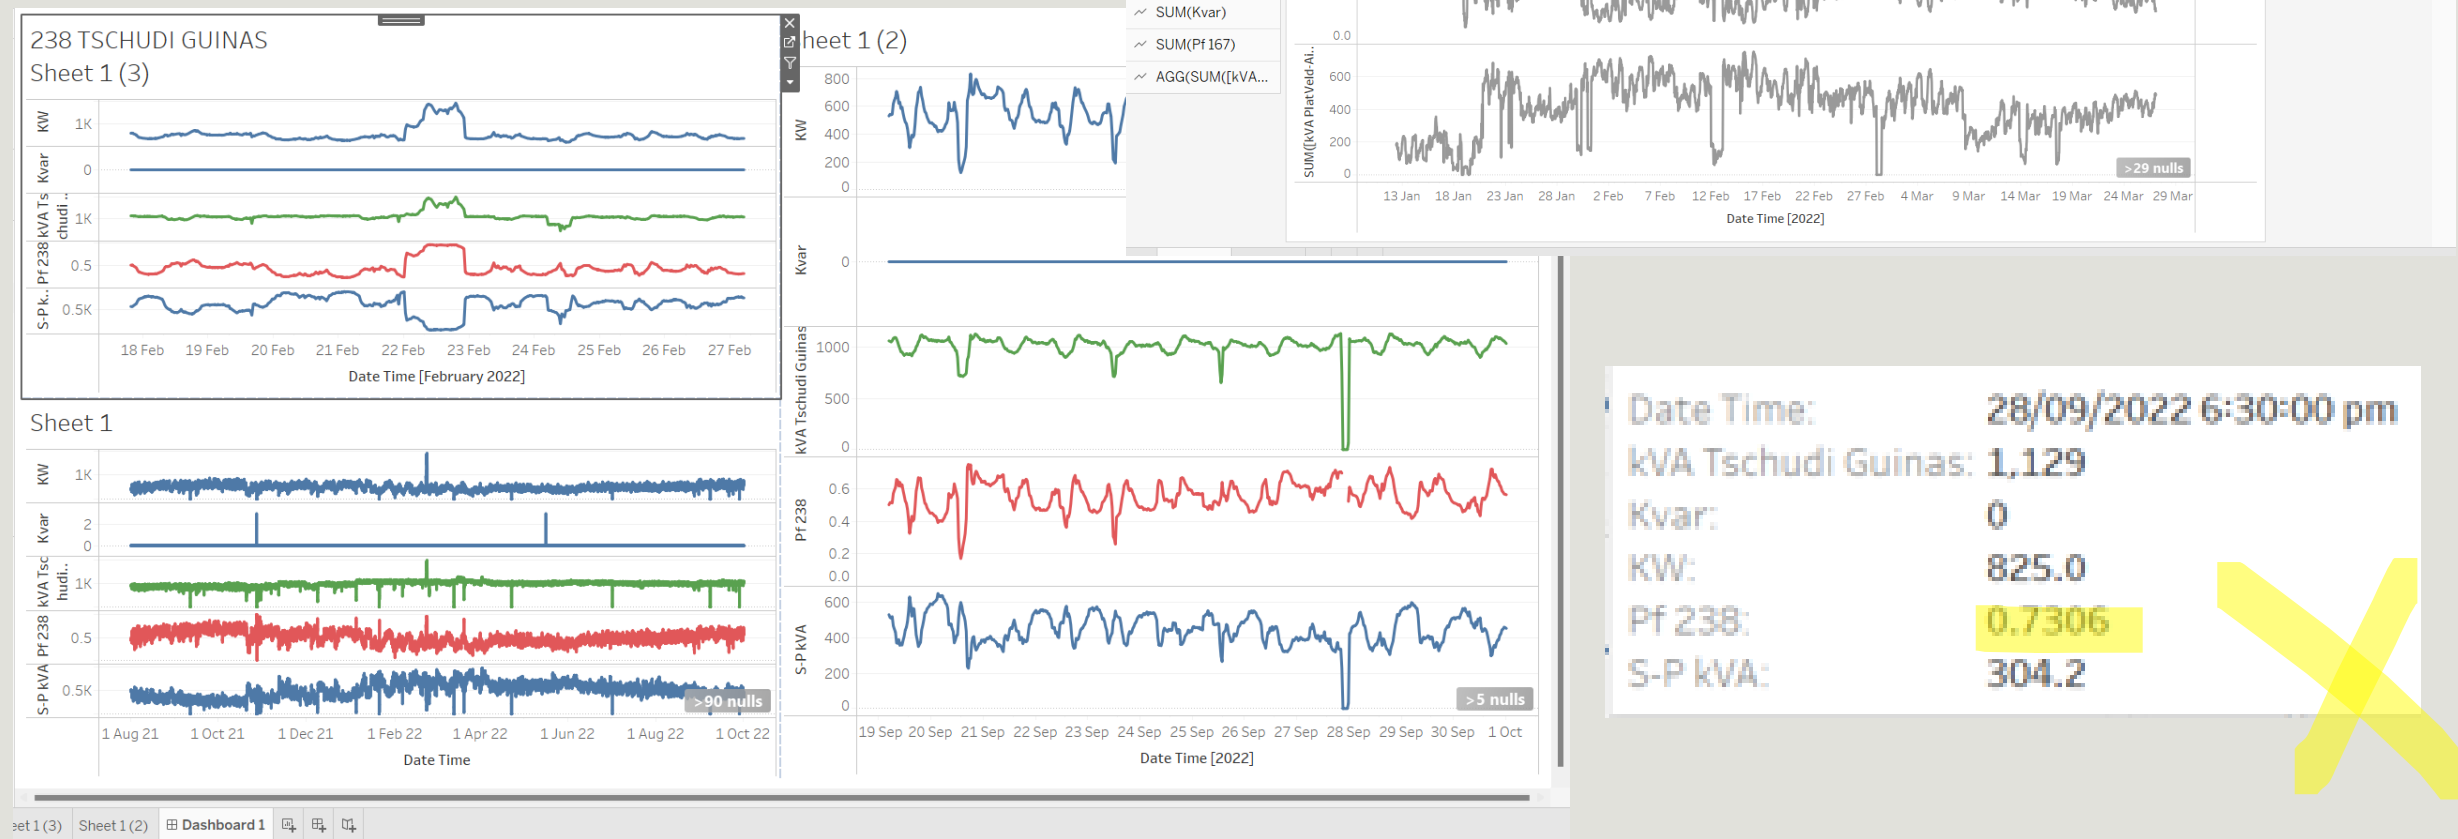 238 TSCHUDI GUINAS
Sheet 1 (3)
KW
1K
Kvar
0
kVA Ts
chudi ..
1K
Pf 238
0.5
S-P k..
0.5K
18 Feb 19 Feb 20 Feb 21 Feb 22 Feb 23 Feb 24 Feb 25 Feb 26 Feb 27 Feb
Date Time [February 2022]
Sheet 1
KW
1K
Kvar
2
0
kVA Tsc
hudi..
1K
Pf 238
0.5
S-P kVA
0.5K
>90 nulls
1 Aug 21 1 Oct 21 1 Dec 21 1 Feb 22 1 Apr 22 1 Jun 22 1 Aug 22 1 Oct 22
Date Time
heet 1 (2)
KW
800
600
400
200
0
Kvar
0
kVA Tschudi Guinas
1000
500
0
Pf 238
0.6
0.4
0.2
0.0
S-P kVA
600
400
200
0
>5 nulls
19 Sep 20 Sep 21 Sep 22 Sep 23 Sep 24 Sep 25 Sep 26 Sep 27 Sep 28 Sep 29 Sep 30 Sep 1 Oct
Date Time [2022]
SUM(Kvar)
SUM(Pf 167)
AGG(SUM([kVA...
0.0
SUM([kVA PlatVeld-Ai..
600
400
200
0
>29 nulls
13 Jan 18 Jan 23 Jan 28 Jan 2 Feb 7 Feb 12 Feb 17 Feb 22 Feb 27 Feb 4 Mar 9 Mar 14 Mar 19 Mar 24 Mar 29 Mar
Date Time [2022]
Date Time: 28/09/2022 6:30:00 pm
kVA Tschudi Guinas: 1,129
Kvar: 0
KW: 825.0
Pf 238: 0.7306
S-P kVA: 304.2
eet 1 (3) Sheet 1 (2) Dashboard 1